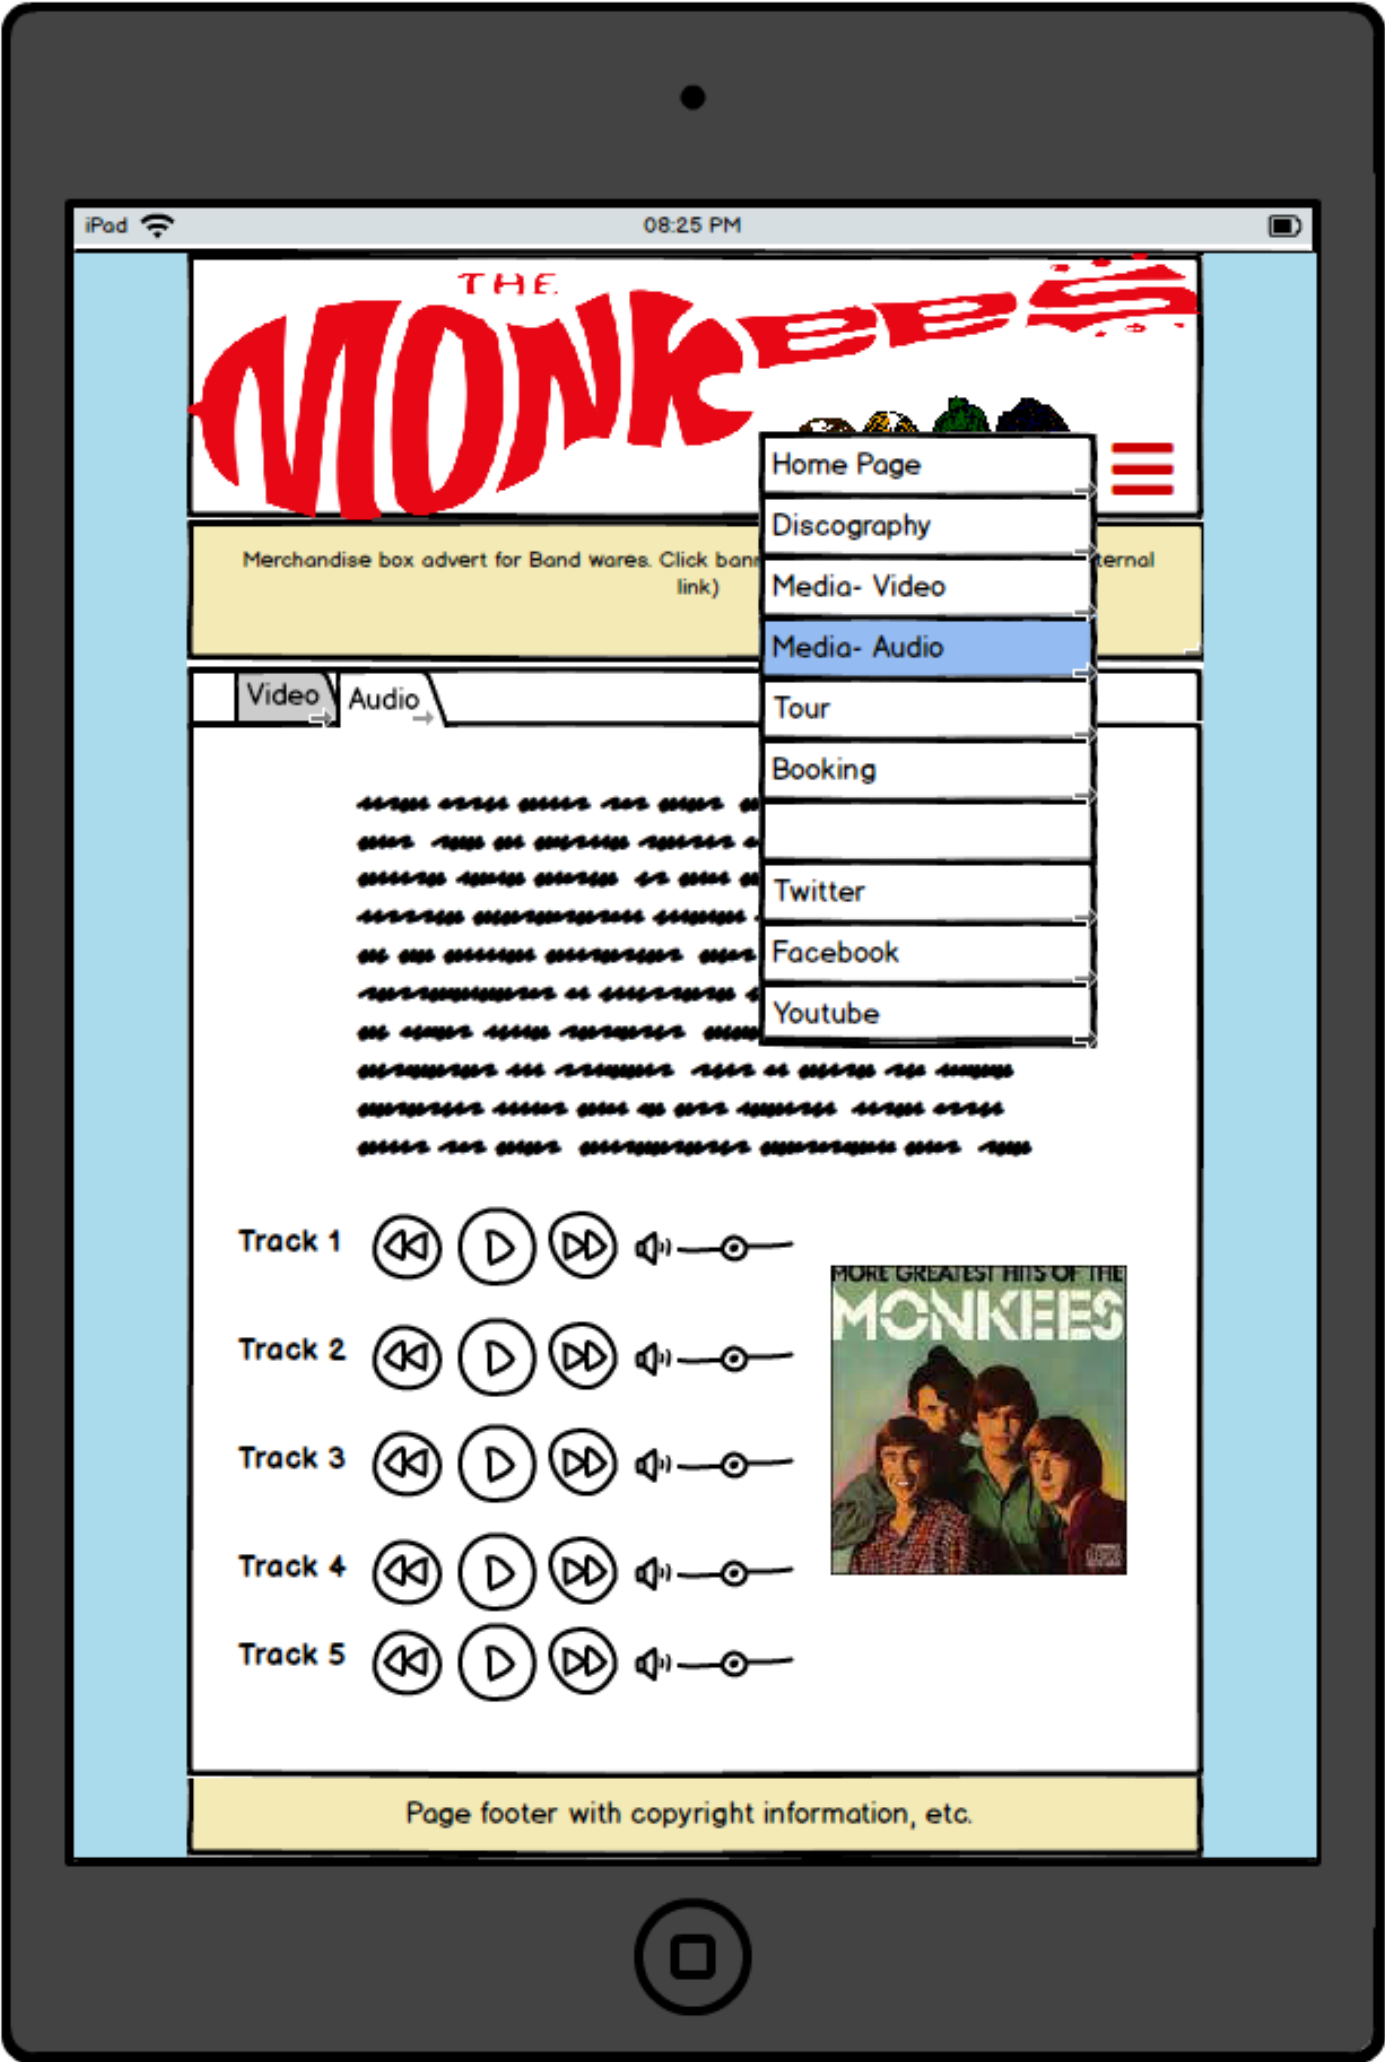 iPad
08:25 PM
THE
MONKEES
Home Page
Discography
Merchandise box advert for Band wares. Click
link)
Media- Video
Media- Audio
Tour
Booking
Twitter
Facebook
Youtube
Video
Audio
Track 1
Track 2
Track 3
Track 4
Track 5
MORE GREATEST HITS OF THE
MONKEES
Page footer with copyright information, etc.